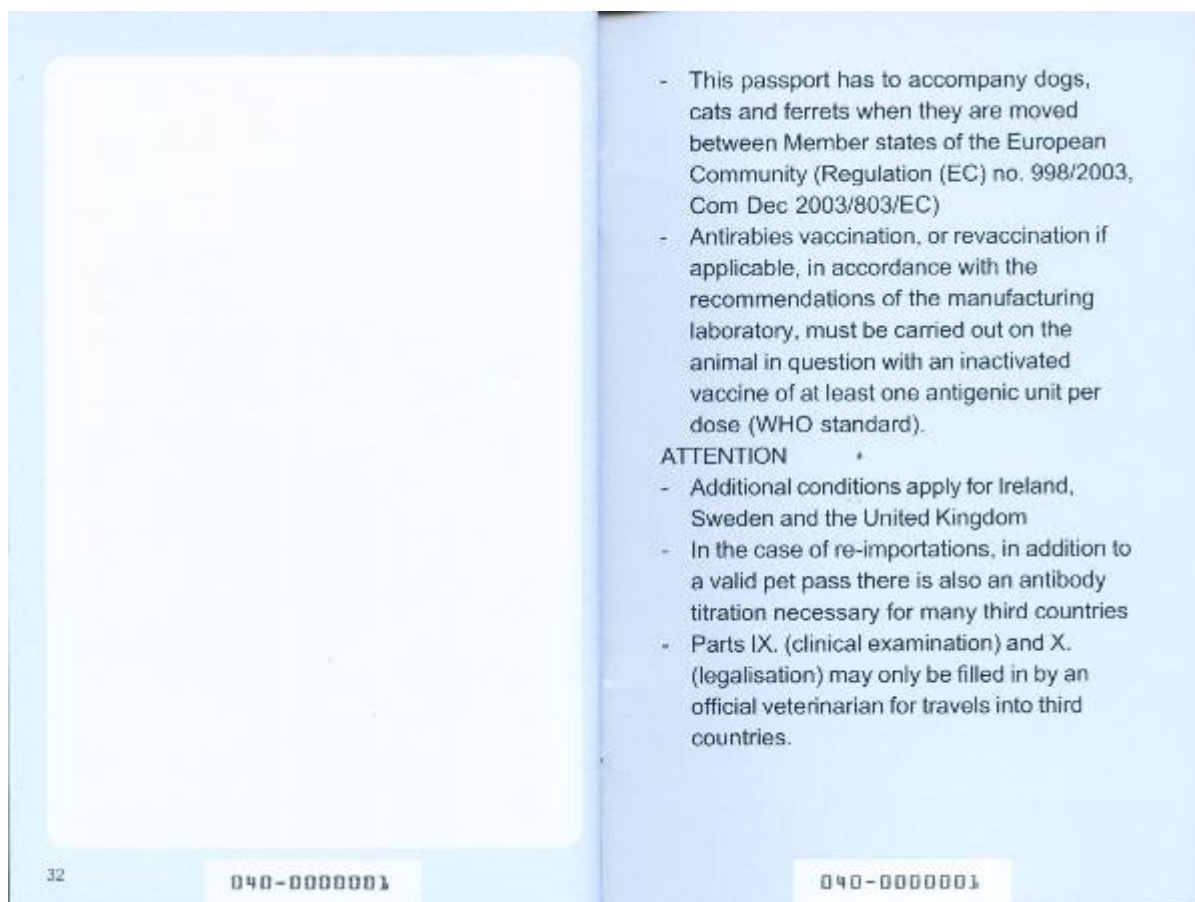 32
040-0000001
- This passport has to accompany dogs,
cats and ferrets when they are moved
between Member states of the European
Community (Regulation (EC) no. 998/2003,
Com Dec 2003/803/EC)
- Antirabies vaccination, or revaccination if
applicable, in accordance with the
recommendations of the manufacturing
laboratory, must be carried out on the
animal in question with an inactivated
vaccine of at least one antigenic unit per
dose (WHO standard).
ATTENTION
- Additional conditions apply for Ireland,
Sweden and the United Kingdom
- In the case of re-importations, in addition to
a valid pet pass there is also an antibody
titration necessary for many third countries
- Parts IX. (clinical examination) and X.
(legalisation) may only be filled in by an
official veterinarian for travels into third
countries.
040-0000001